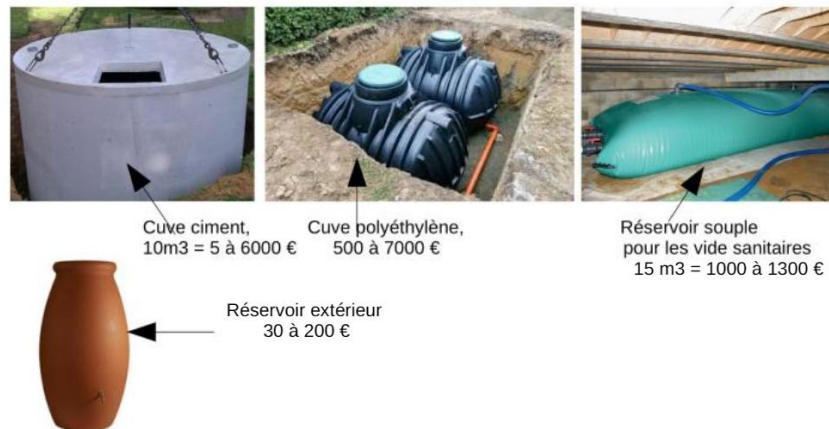 Cuve ciment,
10m3 = 5 à 6000 €
Cuve polyéthylène,
500 à 7000 €
Réservoir souple
pour les vide sanitaires
15 m3 = 1000 à 1300 €
Réservoir extérieur
30 à 200 €